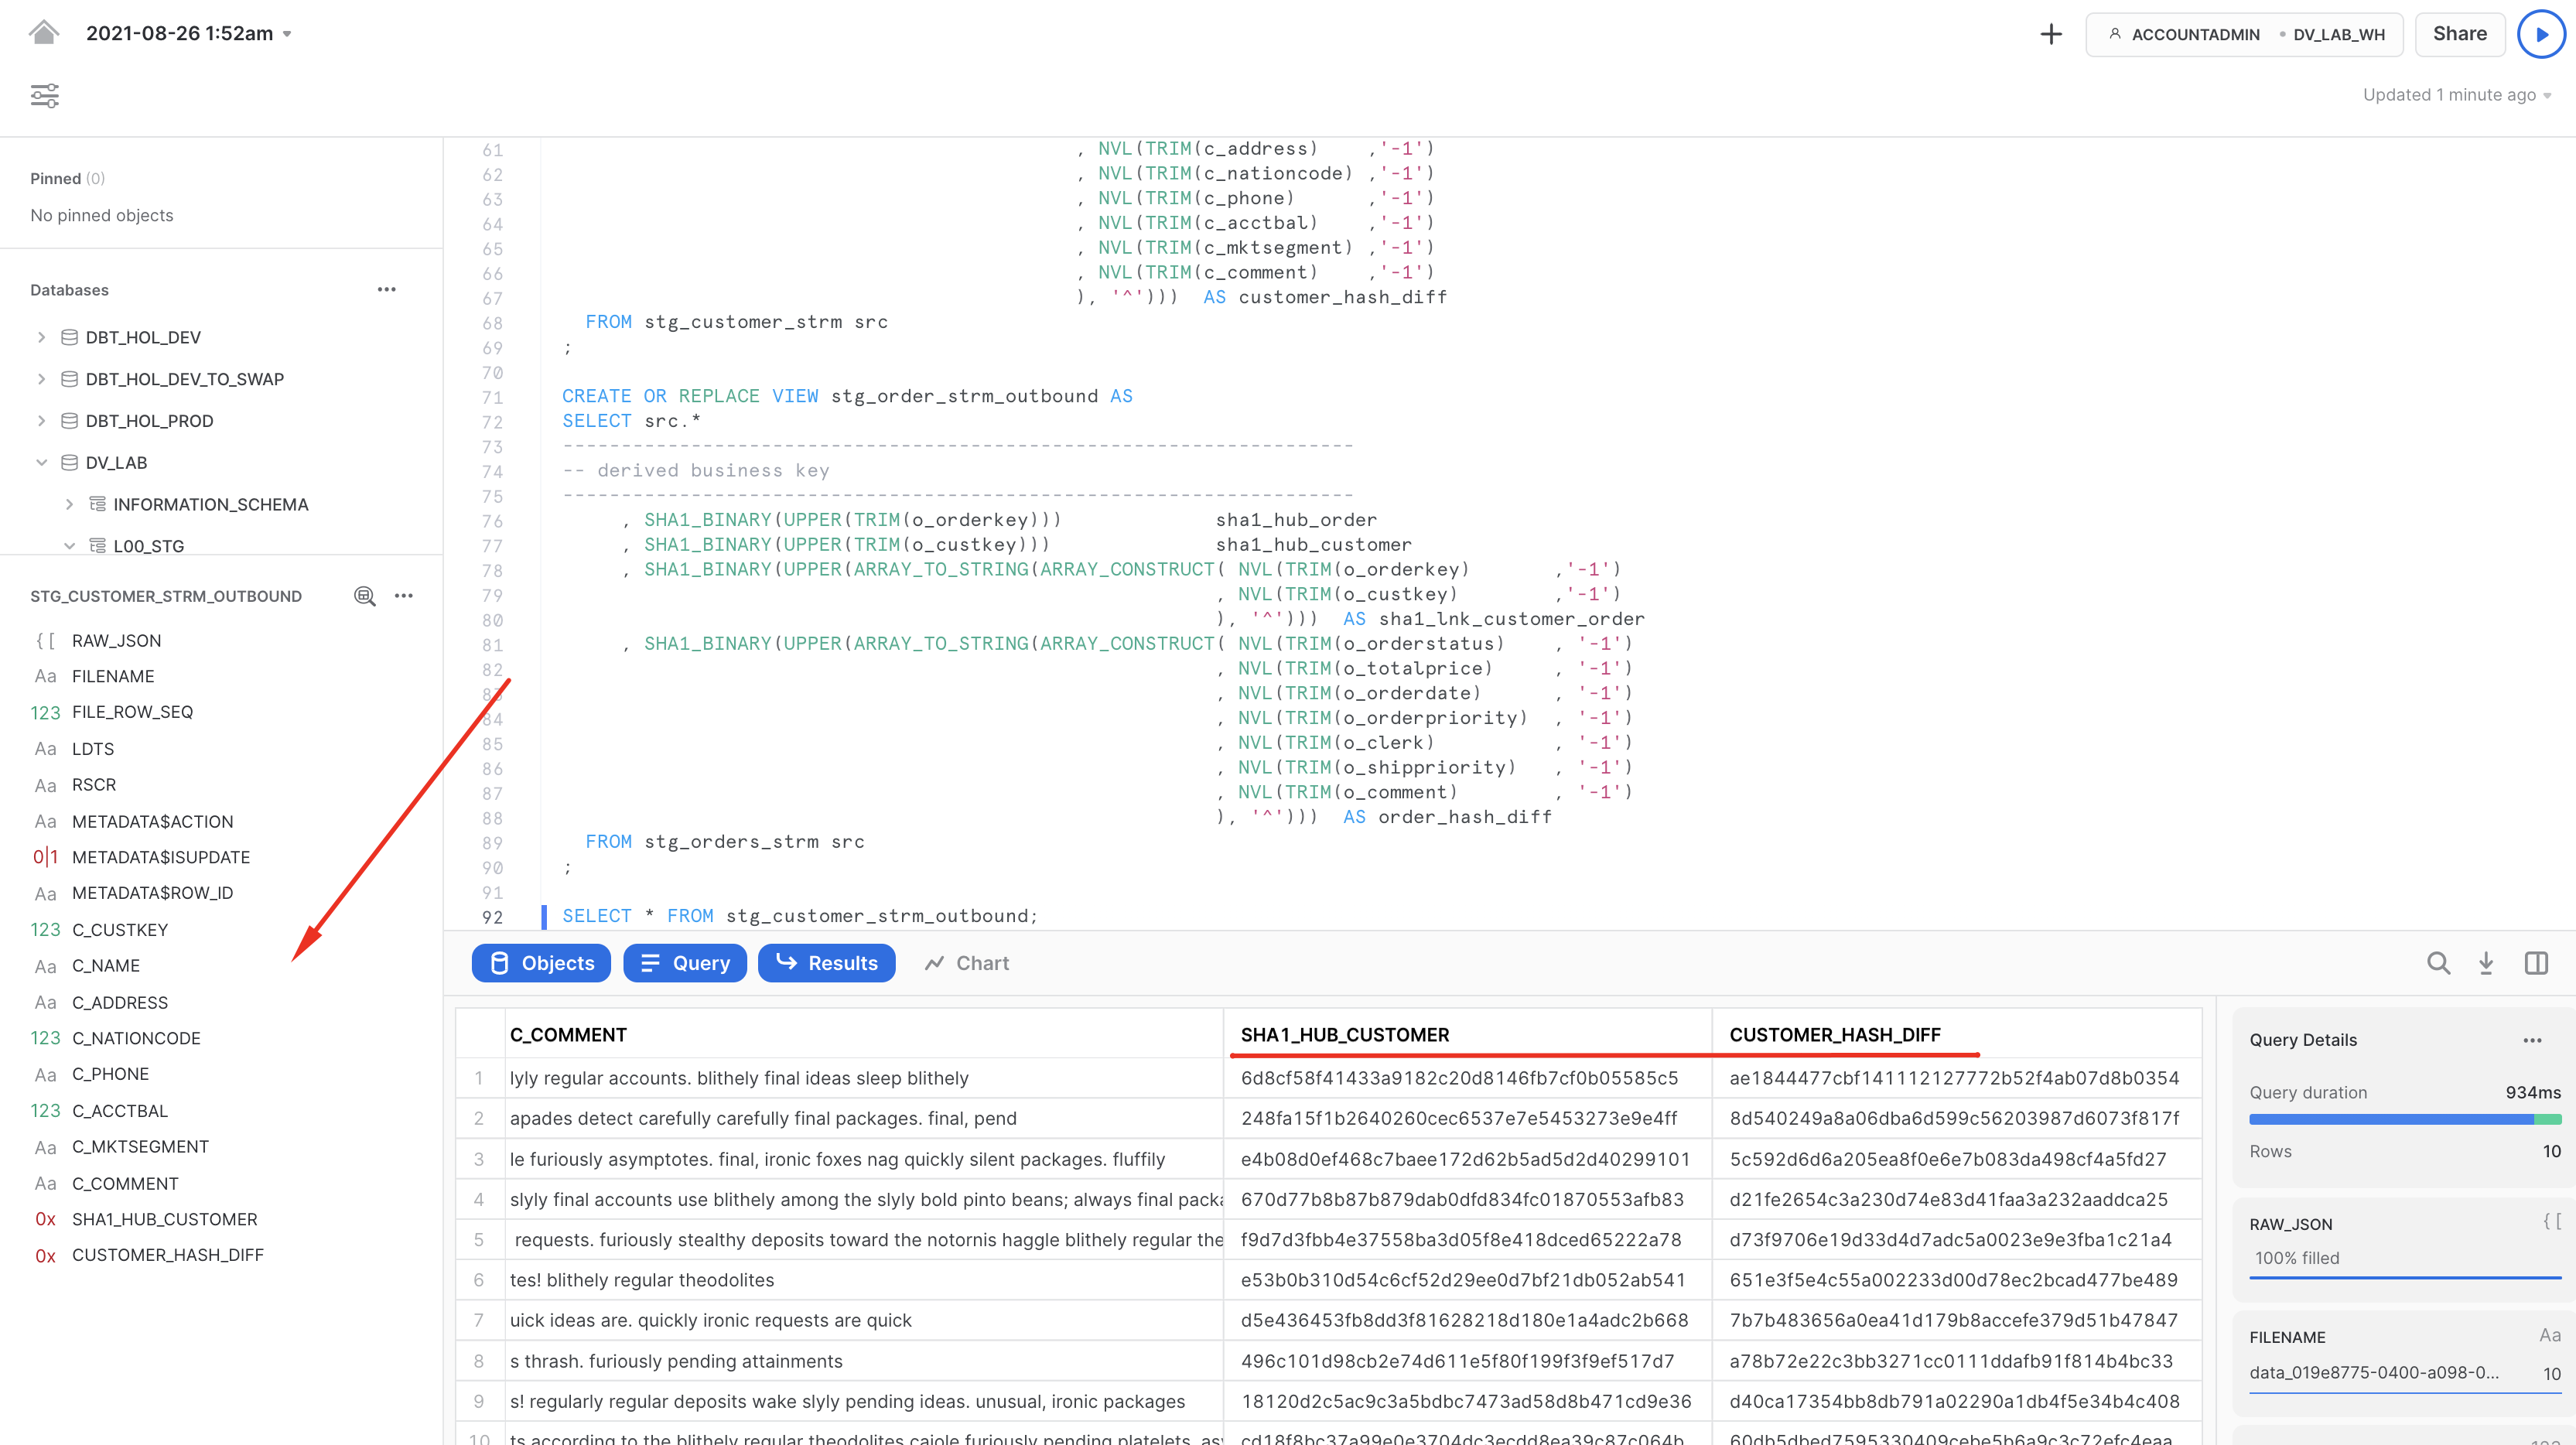 2021-08-26 1:52am
ACCOUNTADMIN DV_LAB_WH
Share
Updated 1 minute ago
Pinned (0)
No pinned objects
Databases
DBT_HOL_DEV
DBT_HOL_DEV_TO_SWAP
DBT_HOL_PROD
DV_LAB
INFORMATION_SCHEMA
L00_STG
STG_CUSTOMER_STRM_OUTBOUND
{[ RAW_JSON
Aa FILENAME
123 FILE_ROW_SEQ
Aa LDTS
Aa RSCR
Aa METADATA$ACTION
0|1 METADATA$ISUPDATE
Aa METADATA$ROW_ID
123 C_CUSTKEY
Aa C_NAME
Aa C_ADDRESS
123 C_NATIONCODE
Aa C_PHONE
123 C_ACCTBAL
Aa C_MKTSEGMENT
Aa C_COMMENT
0x SHA1_HUB_CUSTOMER
0x CUSTOMER_HASH_DIFF
61 , NVL(TRIM(c_address) ,'-1')
62 , NVL(TRIM(c_nationcode) ,'-1')
63 , NVL(TRIM(c_phone) ,'-1')
64 , NVL(TRIM(c_acctbal) ,'-1')
65 , NVL(TRIM(c_mktsegment) ,'-1')
66 , NVL(TRIM(c_comment) ,'-1')
67 ), '^'))) AS customer_hash_diff
68 FROM stg_customer_strm src
69 ;
70
71 CREATE OR REPLACE VIEW stg_order_strm_outbound AS
72 SELECT src.*
73 --------------------------------------------------------------------
74 -- derived business key
75 --------------------------------------------------------------------
76 , SHA1_BINARY(UPPER(TRIM(o_orderkey))) sha1_hub_order
77 , SHA1_BINARY(UPPER(TRIM(o_custkey))) sha1_hub_customer
78 , SHA1_BINARY(UPPER(ARRAY_TO_STRING(ARRAY_CONSTRUCT( NVL(TRIM(o_orderkey) ,'-1')
79 , NVL(TRIM(o_custkey) ,'-1')
80 ), '^'))) AS sha1_lnk_customer_order
81 , SHA1_BINARY(UPPER(ARRAY_TO_STRING(ARRAY_CONSTRUCT( NVL(TRIM(o_orderstatus) , '-1')
82 , NVL(TRIM(o_totalprice) , '-1')
83 , NVL(TRIM(o_orderdate) , '-1')
84 , NVL(TRIM(o_orderpriority) , '-1')
85 , NVL(TRIM(o_clerk) , '-1')
86 , NVL(TRIM(o_shippriority) , '-1')
87 , NVL(TRIM(o_comment) , '-1')
88 ), '^'))) AS order_hash_diff
89 FROM stg_orders_strm src
90 ;
91
92 SELECT * FROM stg_customer_strm_outbound;
Objects Query Results Chart
C_COMMENT SHA1_HUB_CUSTOMER CUSTOMER_HASH_DIFF
1 lyly regular accounts. blithely final ideas sleep blithely 6d8cf58f41433a9182c20d8146fb7cf0b05585c5 ae1844477cbf141112127772b52f4ab07d8b0354
2 apades detect carefully carefully final packages. final, pend 248fa15f1b2640260cec6537e7e5453273e9e4ff 8d540249a8a06dba6d599c56203987d6073f817f
3 le furiously asymptotes. final, ironic foxes nag quickly silent packages. fluffily e4b08d0ef468c7baee172d62b5ad5d2d40299101 5c592d6d6a205ea8f0e6e7b083da498cf4a5fd27
4 slyly final accounts use blithely among the slyly bold pinto beans; always final packa 670d77b8b87b879dab0dfd834fc01870553afb83 d21fe2654c3a230d74e83d41faa3a232aaddca25
5 requests. furiously stealthy deposits toward the notornis haggle blithely regular the f9d7d3fbb4e37558ba3d05f8e418dced65222a78 d73f9706e19d33d4d7adc5a0023e9e3fba1c21a4
6 tes! blithely regular theodolites e53b0b310d54c6cf52d29ee0d7bf21db052ab541 651e3f5e4c55a002233d00d78ec2bcad477be489
7 uick ideas are. quickly ironic requests are quick d5e436453fb8dd3f81628218d180e1a4adc2b668 7b7b483656a0ea41d179b8accefe379d51b47847
8 s thrash. furiously pending attainments 496c101d98cb2e74d611e5f80f199f3f9ef517d7 a78b72e22c3bb3271cc0111ddafb91f814b4bc33
9 s! regularly regular deposits wake slyly pending ideas. unusual, ironic packages 18120d2c5ac9c3a5bdbc7473ad58d8b471cd9e36 d40ca17354bb8db791a02290a1db4f5e34b4c408
10 ts according to the blithely regular theodolites cajole furiously pending platelets. cd18f8bc37a99e0e3704dc3ecdd8ea39c87c064b 60db5dbed7595330409cebe5b6a9c3c72efc4eaa
Query Details
Query duration 934ms
Rows 10
RAW_JSON {[
100% filled
FILENAME Aa
data_019e8775-0400-a098-0... 10